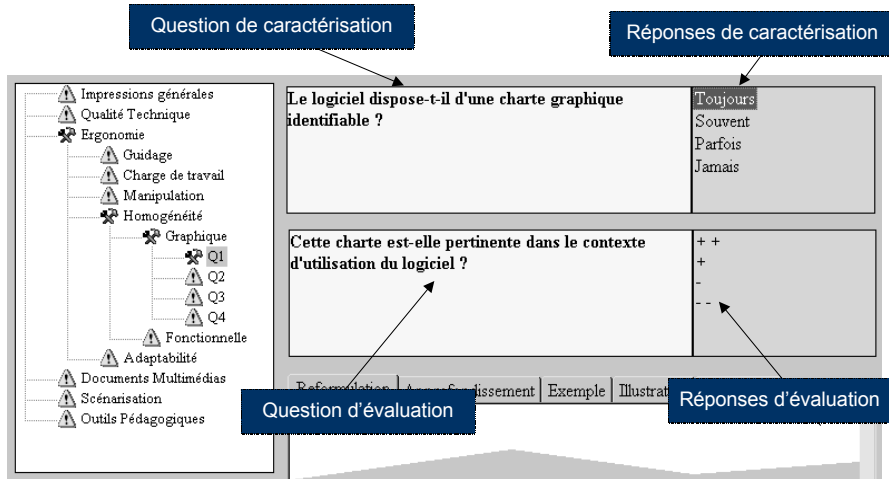 Question de caractérisation
Réponses de caractérisation
Impressions générales
Qualité Technique
Ergonomie
Guidage
Charge de travail
Manipulation
Homogénéité
Graphique
Q1
Q2
Q3
Q4
Fonctionnelle
Adaptabilité
Documents Multimédias
Scénarisation
Outils Pédagogiques
Le logiciel dispose-t-il d'une charte graphique
identifiable ?
Toujours
Souvent
Parfois
Jamais
Cette charte est-elle pertinente dans le contexte
d'utilisation du logiciel ?
+ +
+
-
- -
Exemple
Question d'évaluation
Réponses d'évaluation